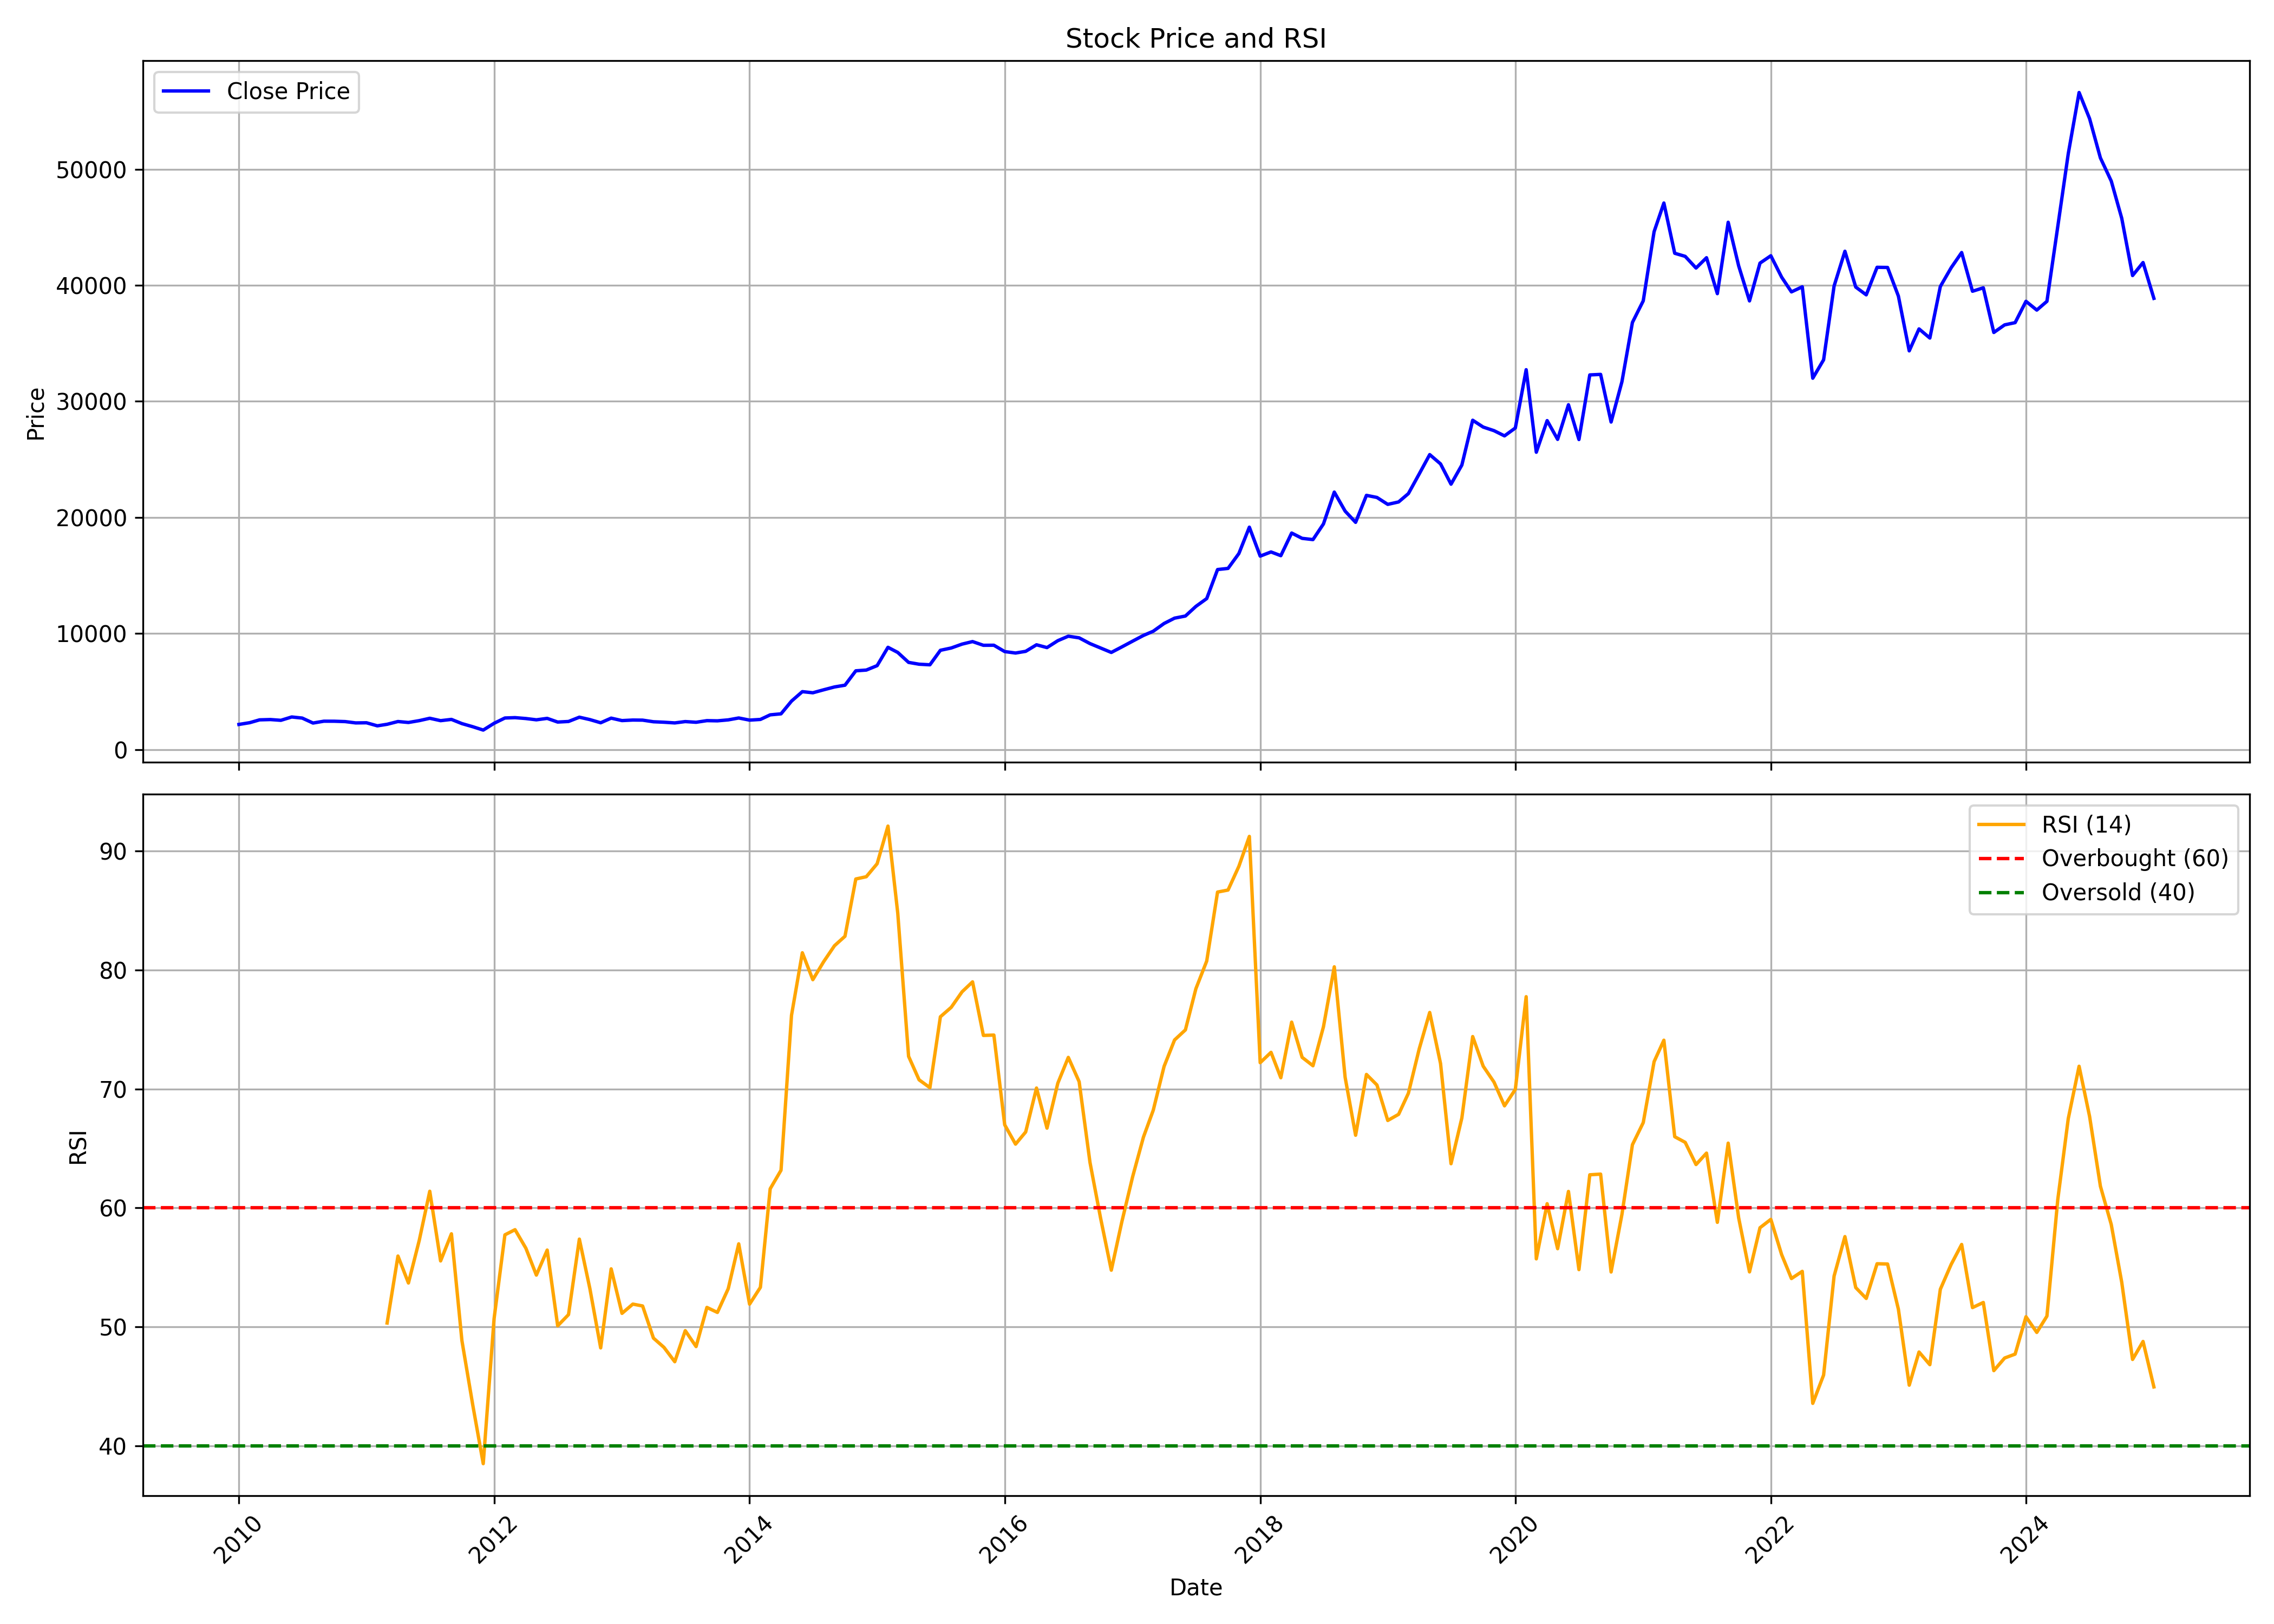 Stock Price and RSI
Close Price
Price
50000
40000
30000
20000
10000
0
RSI (14)
Overbought (60)
Oversold (40)
RSI
90
80
70
60
50
40
2010
2012
2014
2016
2018
2020
2022
2024
Date